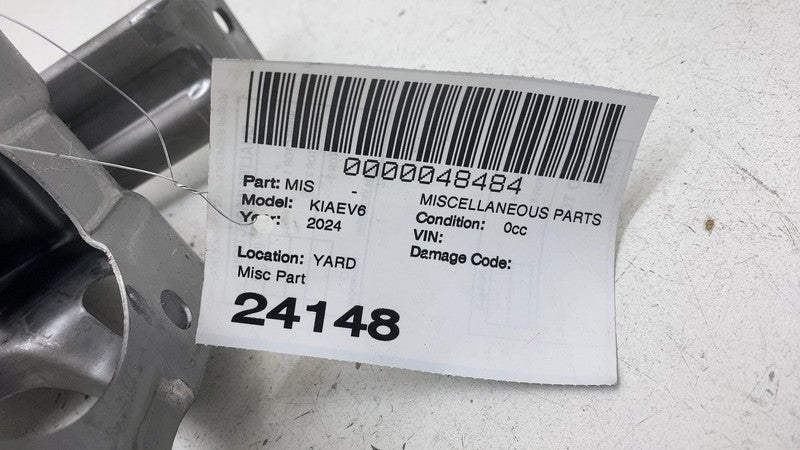 0000048484
Part: MIS -
MISCELLANEOUS PARTS
Model: KIAEV6
Condition: 0cc
Year: 2024
VIN:
Location: YARD
Damage Code:
Misc Part
24148